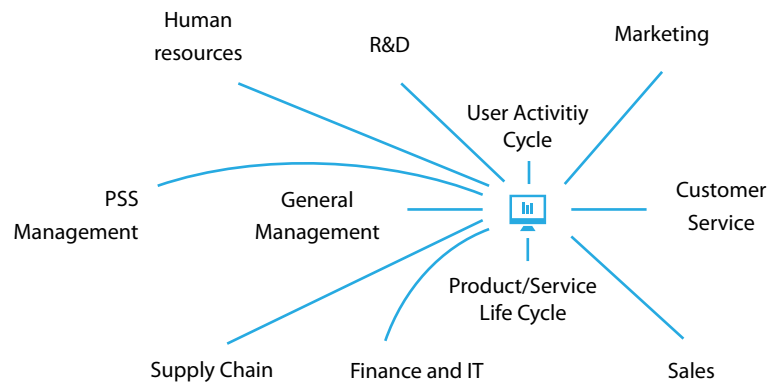 Human
resources
R&D
Marketing
User Activitiy
Cycle
PSS
Management
General
Management
Customer
Service
Product/Service
Life Cycle
Supply Chain
Finance and IT
Sales